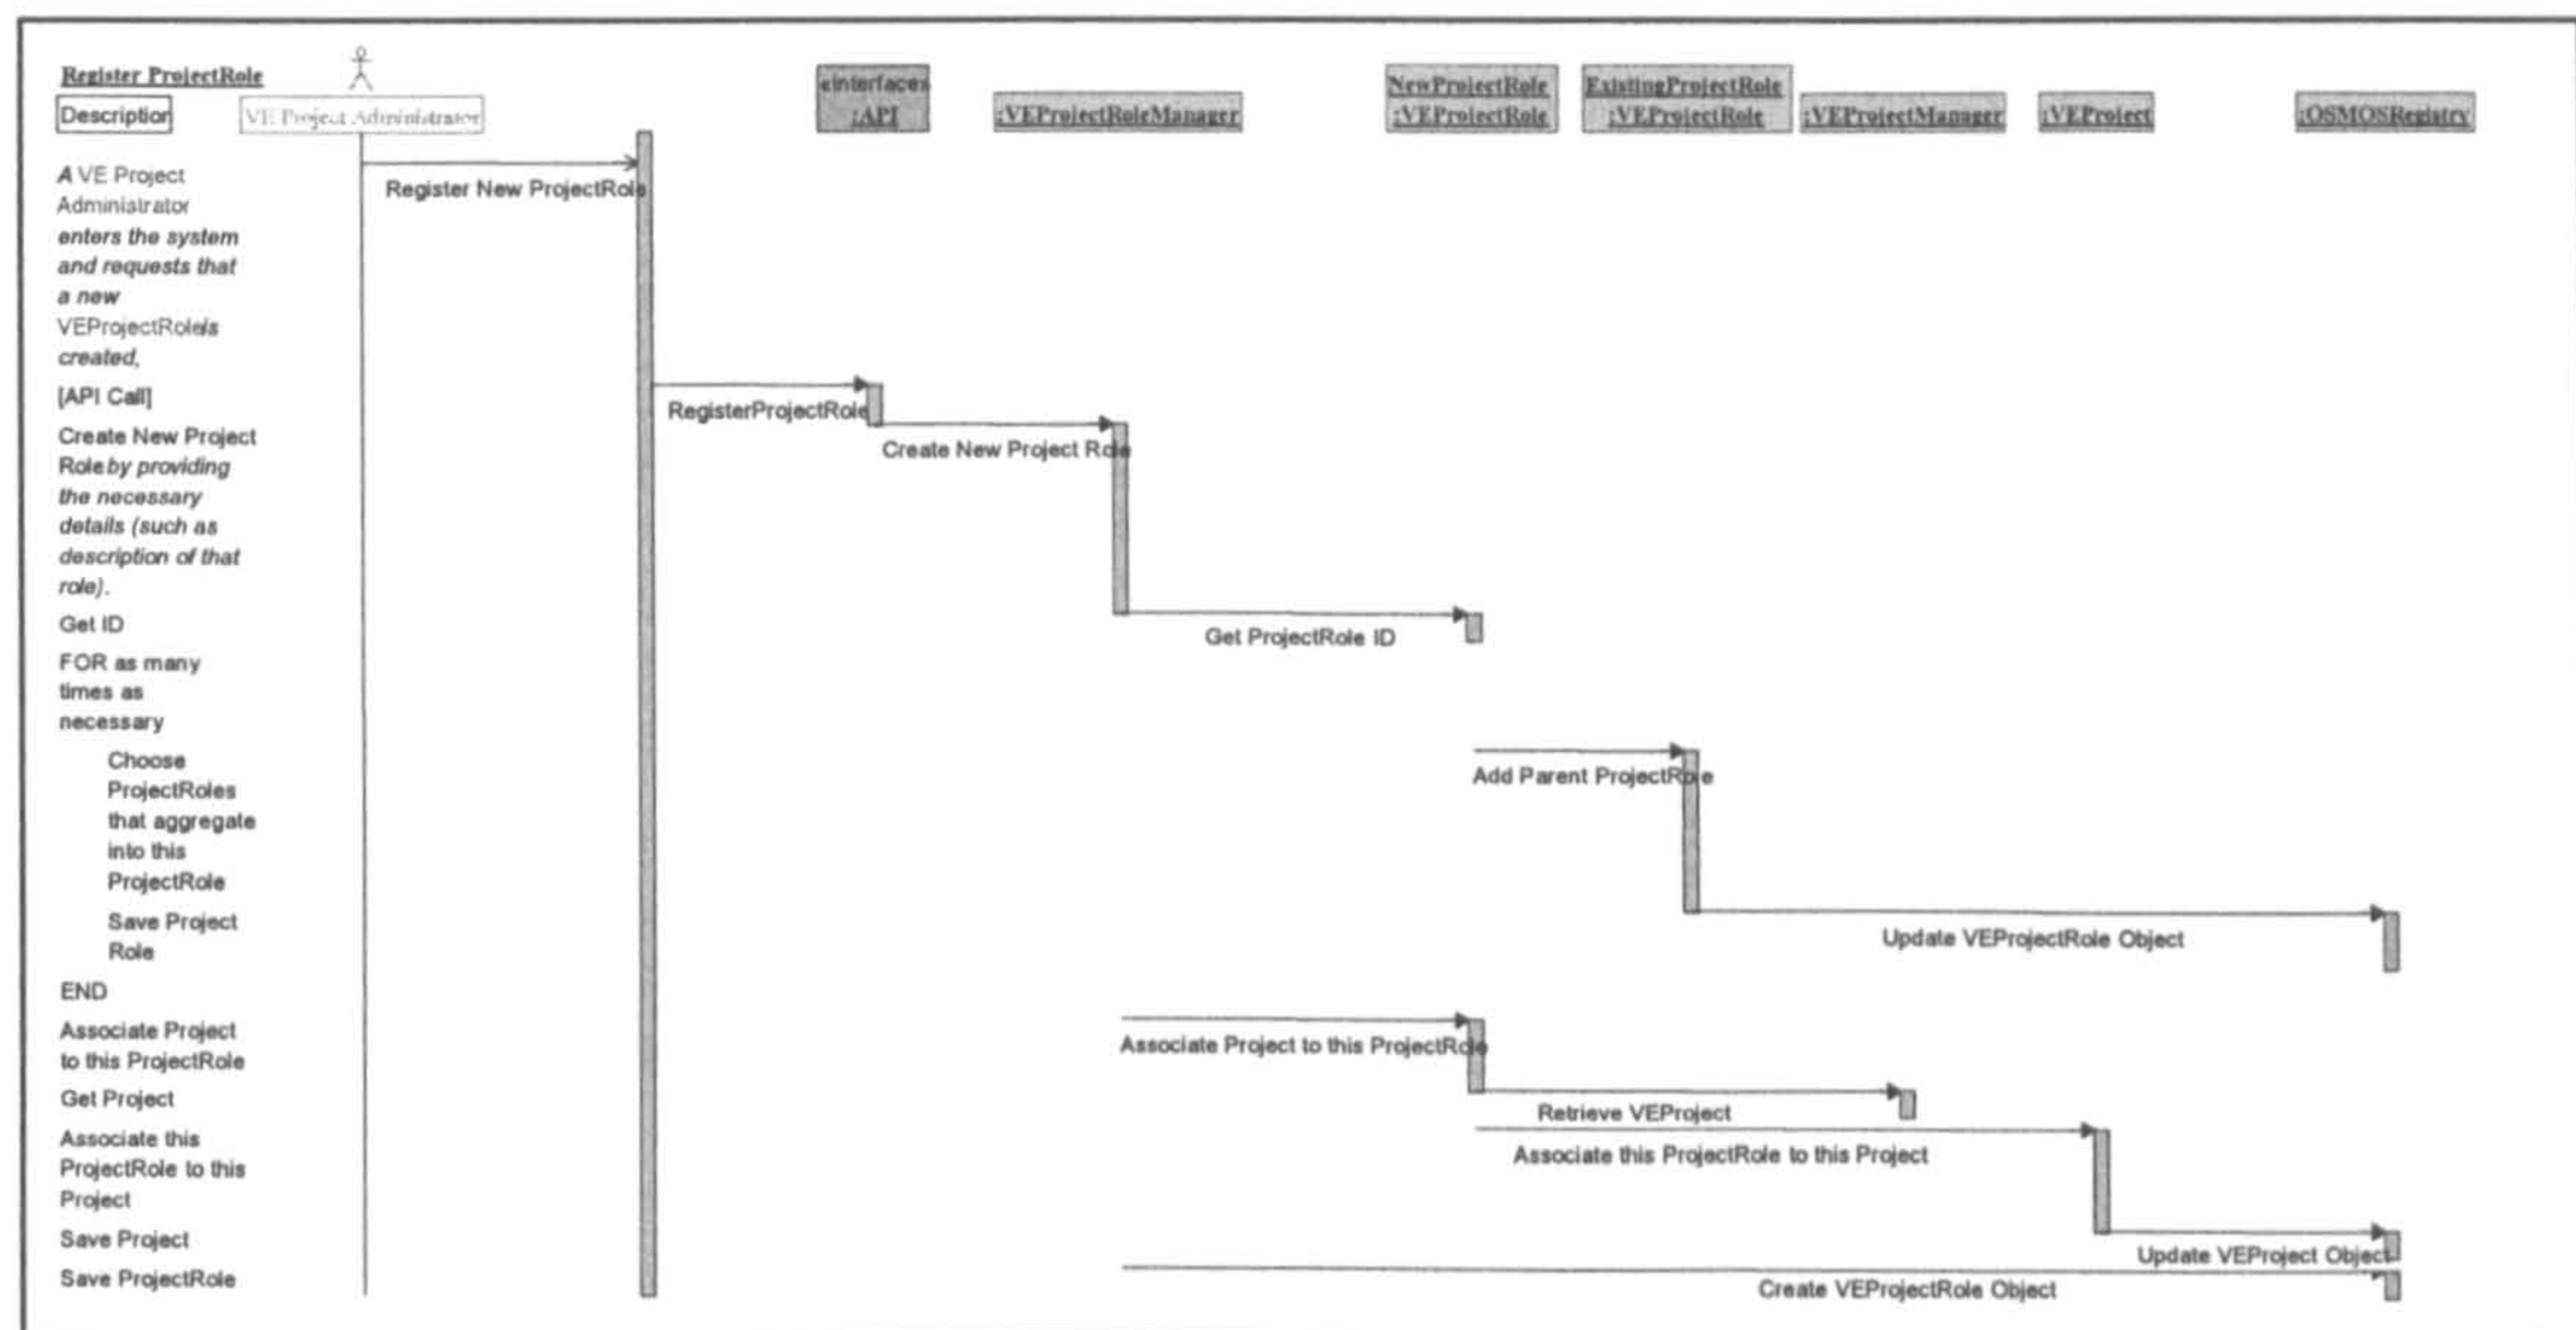 Register ProjectRole
Description
VE Project Administrator
«interface»
:API
:VEProjectRoleManager
NewProjectRole
:VEProjectRole
ExistingProjectRole
:VEProjectRole
:VEProjectManager
:VEProject
:OSMOSRegistry
A VE Project
Administrator
enters the system
and requests that
a new
VEProjectRole is
created,
Register New ProjectRole
[API Call]
RegisterProjectRole
Create New Project
Role by providing
the necessary
details (such as
description of that
role).
Create New Project Role
Get ID
Get ProjectRole ID
FOR as many
times as
necessary
Choose
ProjectRoles
that aggregate
into this
ProjectRole
Add Parent ProjectRole
Save Project
Role
Update VEProjectRole Object
END
Associate Project
to this ProjectRole
Associate Project to this ProjectRole
Get Project
Retrieve VEProject
Associate this
ProjectRole to this
Project
Associate this ProjectRole to this Project
Save Project
Update VEProject Object
Save ProjectRole
Create VEProjectRole Object